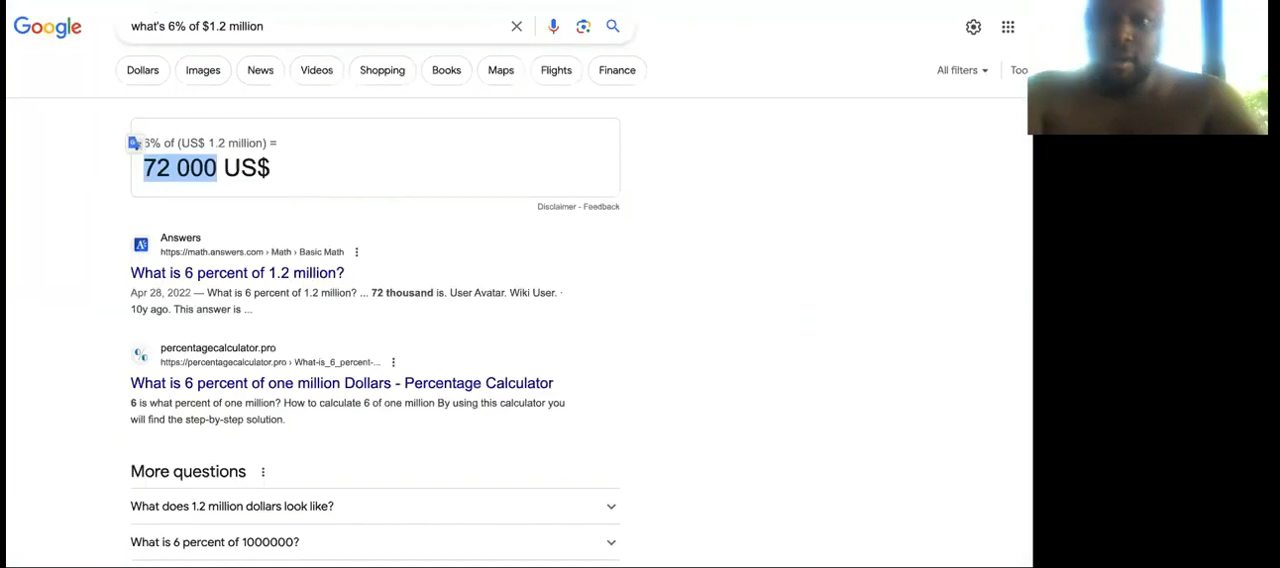 Google
what's 6% of $1.2 million
Dollars
Images
News
Videos
Shopping
Books
Maps
Flights
Finance
All filters
Too
6% of (US$ 1.2 million) =
72 000 US$
Disclaimer - Feedback
Answers
https://math.answers.com › Math › Basic Math
What is 6 percent of 1.2 million?
Apr 28, 2022 — What is 6 percent of 1.2 million? ... 72 thousand is. User Avatar. Wiki User. ·
10y ago. This answer is ...
percentagecalculator.pro
https://percentagecalculator.pro › What-is_6_percent-...
What is 6 percent of one million Dollars - Percentage Calculator
6 is what percent of one million? How to calculate 6 of one million By using this calculator you
will find the step-by-step solution.
More questions
What does 1.2 million dollars look like?
What is 6 percent of 1000000?